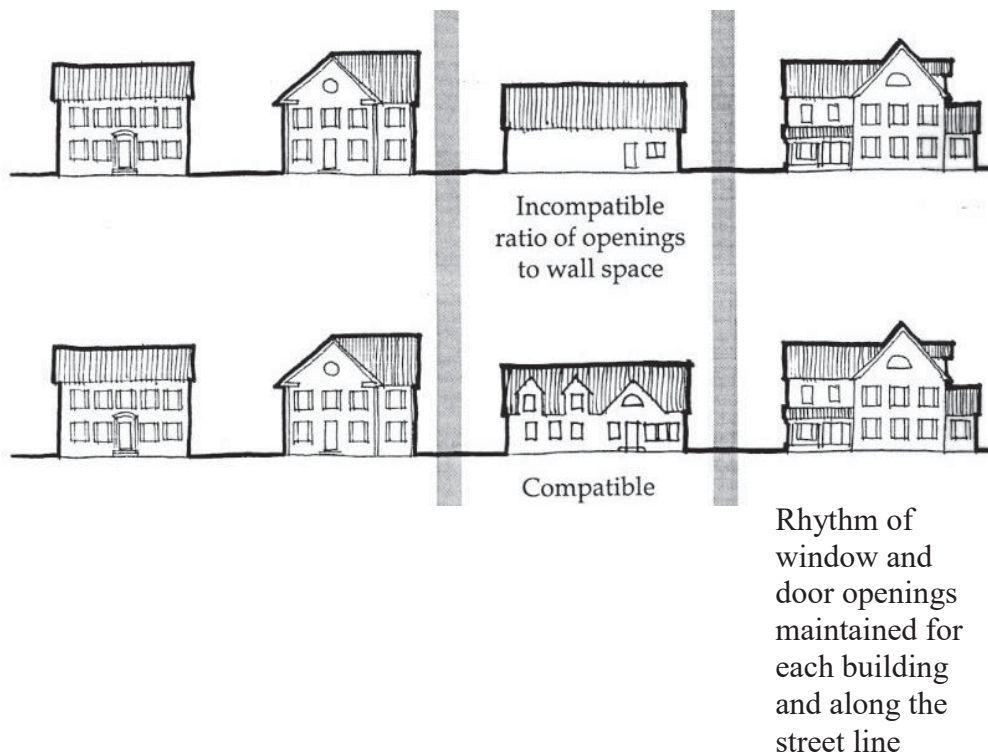 Incompatible
ratio of openings
to wall space
Compatible
Rhythm of
window and
door openings
maintained for
each building
and along the
street line